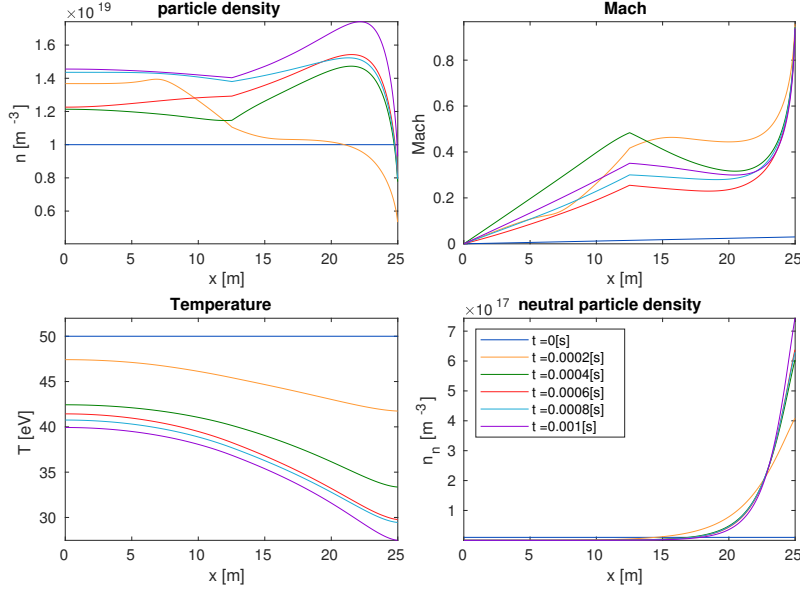 particle density
×10 19
n [m -3]
1.6
1.4
1.2
1
0.8
0.6
0 5 10 15 20 25
x [m]
Mach
Mach
0.8
0.6
0.4
0.2
0
0 5 10 15 20 25
x [m]
Temperature
T [eV]
50
45
40
35
30
0 5 10 15 20 25
x [m]
neutral particle density
×10 17
n n [m -3]
7
6
5
4
3
2
1
0 5 10 15 20 25
x [m]
t =0[s]
t =0.0002[s]
t =0.0004[s]
t =0.0006[s]
t =0.0008[s]
t =0.001[s]